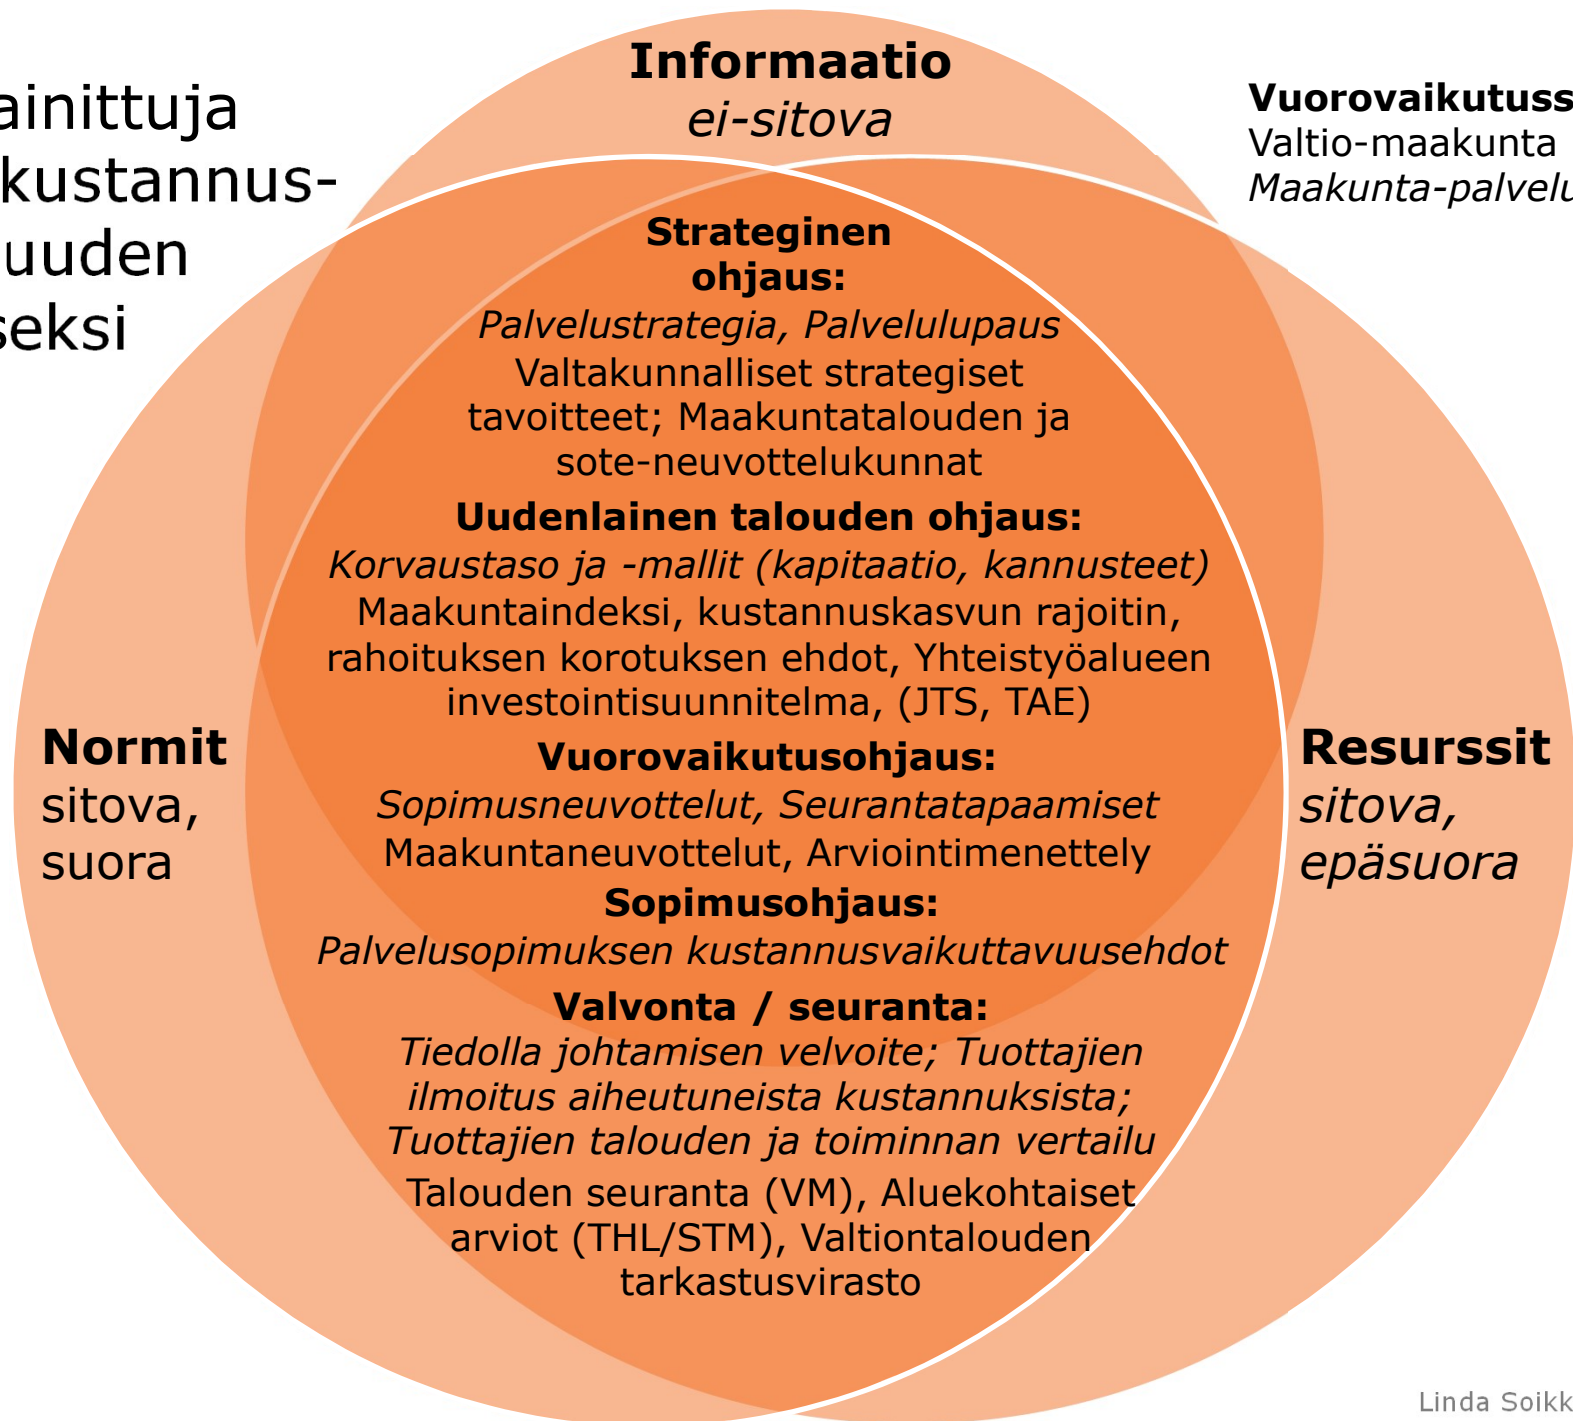 ainittuja
kustannus-
uuden
seksi
Informaatio
ei-sitova
Vuorovaikutuss
Valtio-maakunta
Maakunta-palvelu
Strateginen
ohjaus:
Palvelustrategia, Palvelulupaus
Valtakunnalliset strategiset
tavoitteet; Maakuntatalouden ja
sote-neuvottelukunnat
Uudenlainen talouden ohjaus:
Korvaustaso ja -mallit (kapitaatio, kannusteet)
Maakuntaindeksi, kustannuskasvun rajoitin,
rahoituksen korotuksen ehdot, Yhteistyöalueen
investointisuunnitelma, (JTS, TAE)
Normit
sitova,
suora
Vuorovaikutusohjaus:
Sopimusneuvottelut, Seurantatapaamiset
Maakuntaneuvottelut, Arviointimenettely
Sopimusohjaus:
Palvelusopimuksen kustannusvaikuttavuusehdot
Resurssit
sitova,
epäsuora
Valvonta / seuranta:
Tiedolla johtamisen velvoite; Tuottajien
ilmoitus aiheutuneista kustannuksista;
Tuottajien talouden ja toiminnan vertailu
Talouden seuranta (VM), Aluekohtaiset
arviot (THL/STM), Valtiontalouden
tarkastusvirasto
Linda Soikk